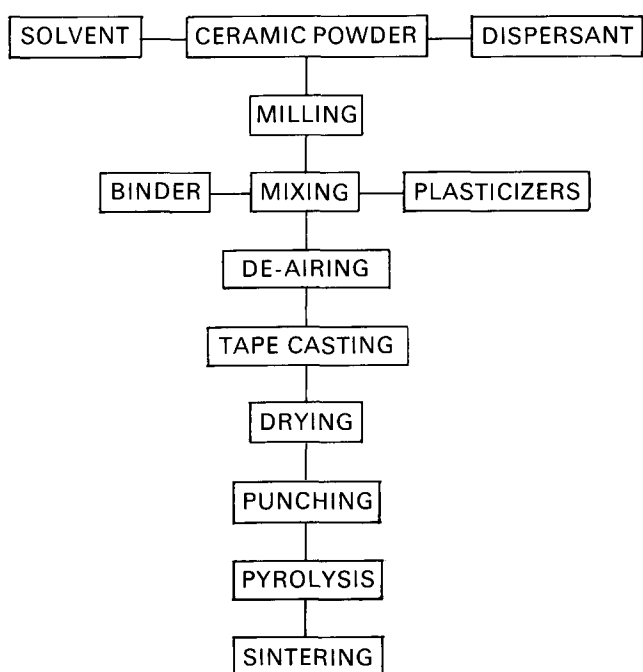 SOLVENT CERAMIC POWDER DISPERSANT
MILLING
BINDER MIXING PLASTICIZERS
DE-AIRING
TAPE CASTING
DRYING
PUNCHING
PYROLYSIS
SINTERING